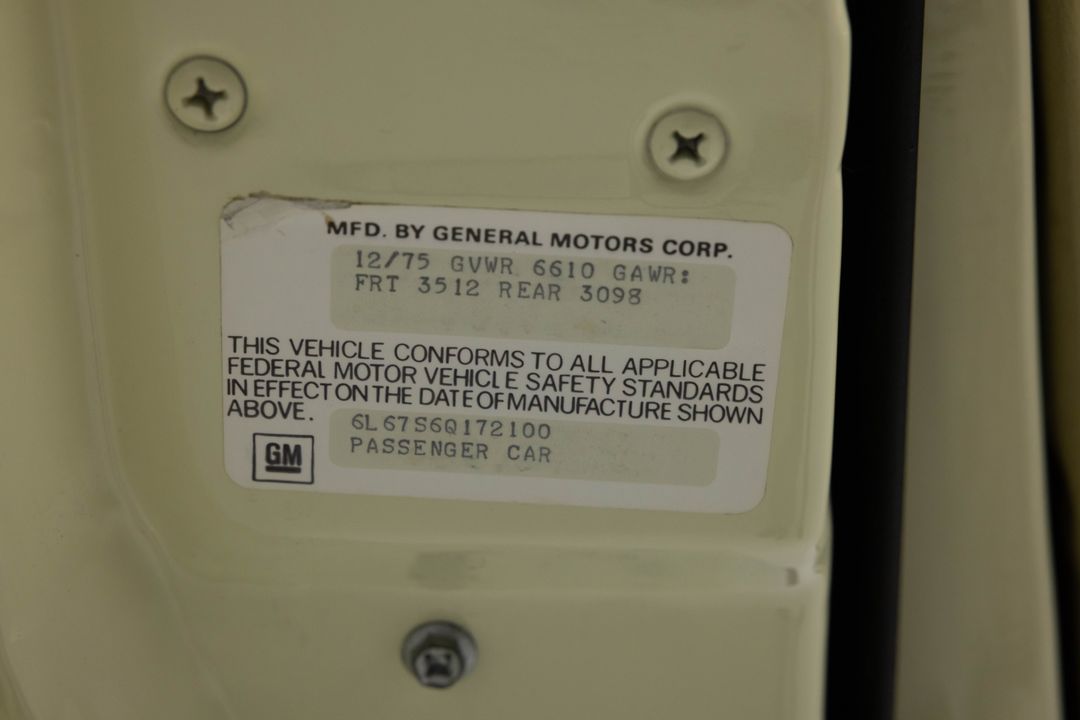 MFD. BY GENERAL MOTORS CORP.
12/75 GVWR 6610 GAWR:
FRT 3512 REAR 3098
THIS VEHICLE CONFORMS TO ALL APPLICABLE
FEDERAL MOTOR VEHICLE SAFETY STANDARDS
IN EFFECT ON THE DATE OF MANUFACTURE SHOWN
ABOVE.
6L67S6Q172100
PASSENGER CAR
GM